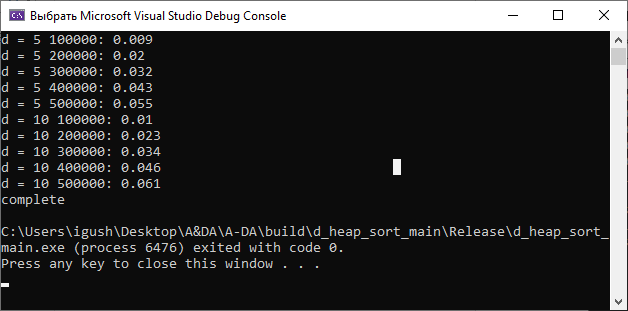 Выбрать Microsoft Visual Studio Debug Console
d = 5 100000: 0.009
d = 5 200000: 0.02
d = 5 300000: 0.032
d = 5 400000: 0.043
d = 5 500000: 0.055
d = 10 100000: 0.01
d = 10 200000: 0.023
d = 10 300000: 0.034
d = 10 400000: 0.046
d = 10 500000: 0.061
complete
C:\Users\igush\Desktop\A&DA\A-DA\build\d_heap_sort_main\Release\d_heap_sort_
main.exe (process 6476) exited with code 0.
Press any key to close this window . . .